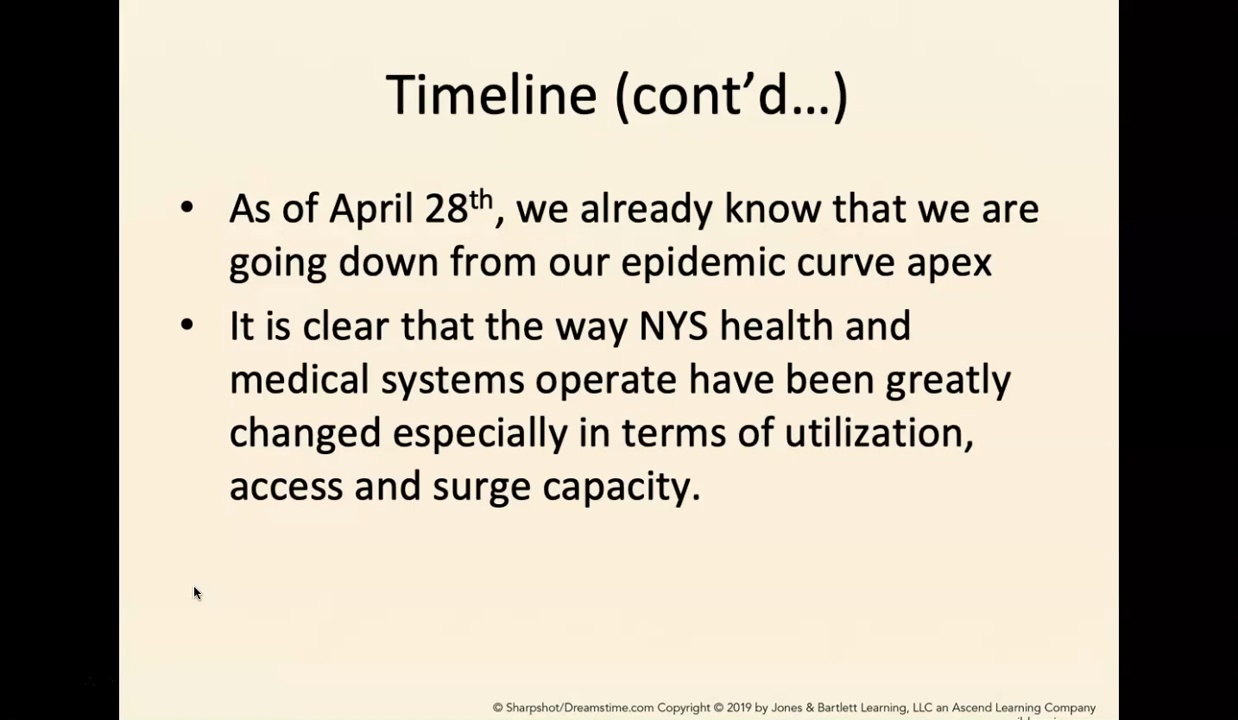 Timeline (cont’d…)
• As of April 28th, we already know that we are
going down from our epidemic curve apex
• It is clear that the way NYS health and
medical systems operate have been greatly
changed especially in terms of utilization,
access and surge capacity.
© Sharpshot/Dreamstime.com Copyright © 2019 by Jones & Bartlett Learning, LLC an Ascend Learning Company